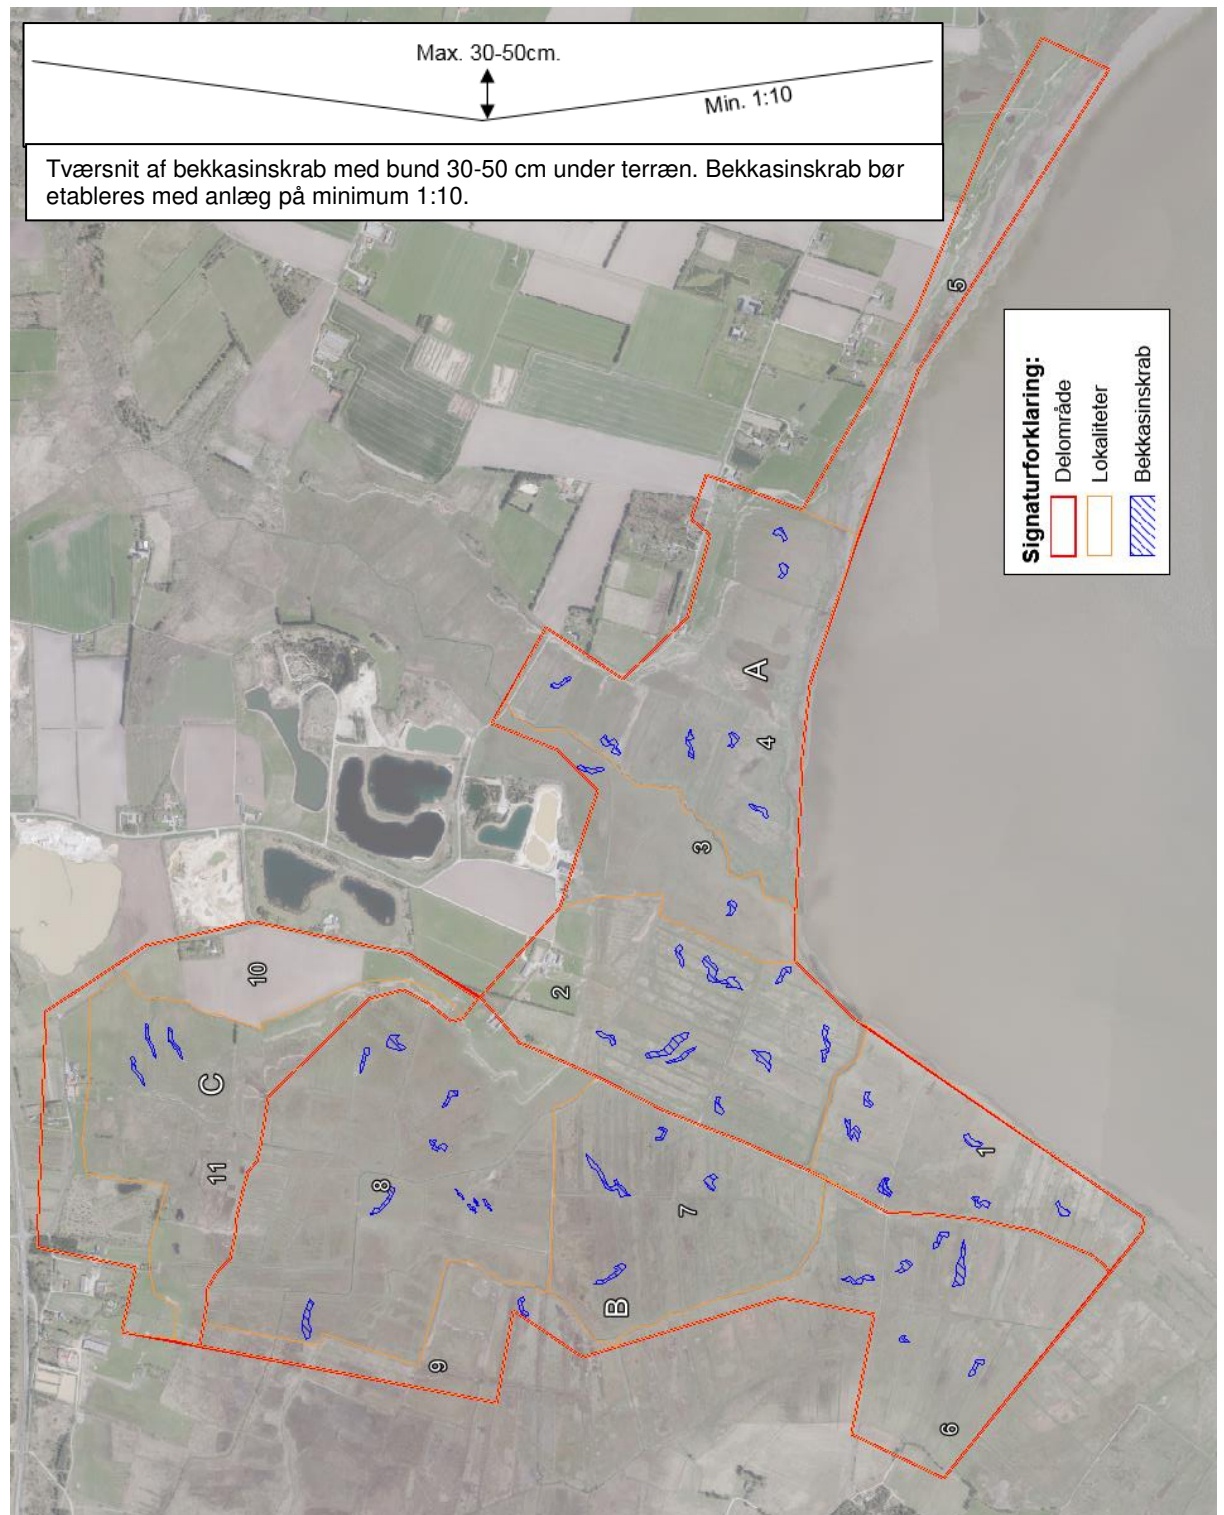 Max. 30-50cm.
Min. 1:10
Tværsnit af bekkasinskrab med bund 30-50 cm under terræn. Bekkasinskrab bør
etableres med anlæg på minimum 1:10.
5
Signaturforklaring:
Delområde
Lokaliteter
Bekkasinskrab
A
4
3
10
2
C
11
8
7
1
B
9
6